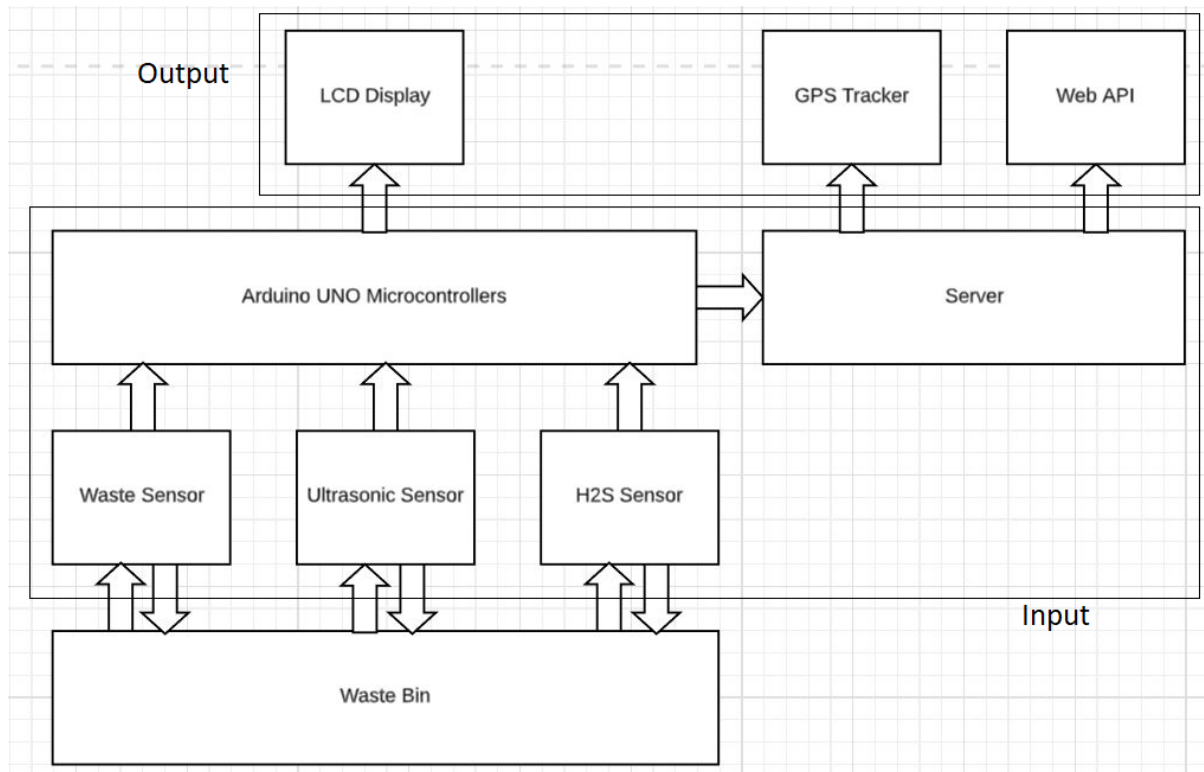 Output
LCD Display
GPS Tracker
Web API
Arduino UNO Microcontrollers
Server
Waste Sensor
Ultrasonic Sensor
H2S Sensor
Input
Waste Bin